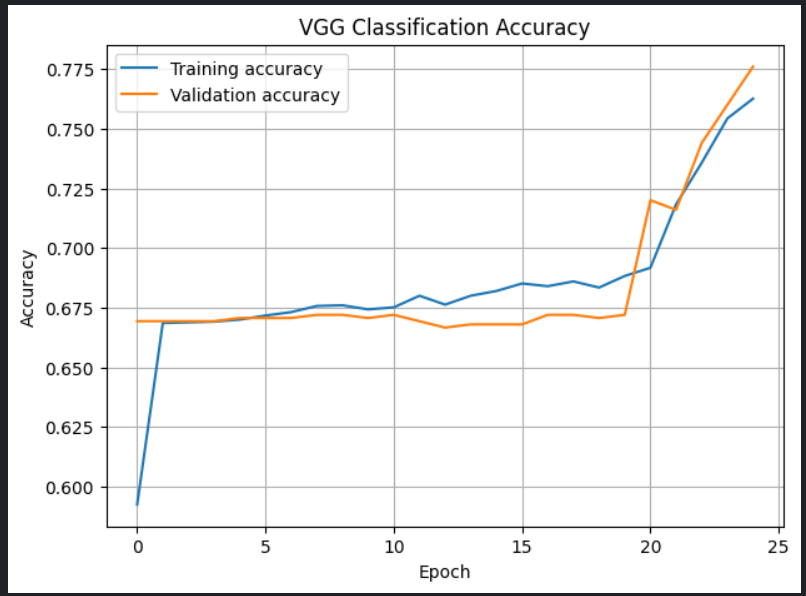 VGG Classification Accuracy
Training accuracy
Validation accuracy
0.775
0.750
0.725
0.700
0.675
0.650
0.625
0.600
Accuracy
0 5 10 15 20 25
Epoch